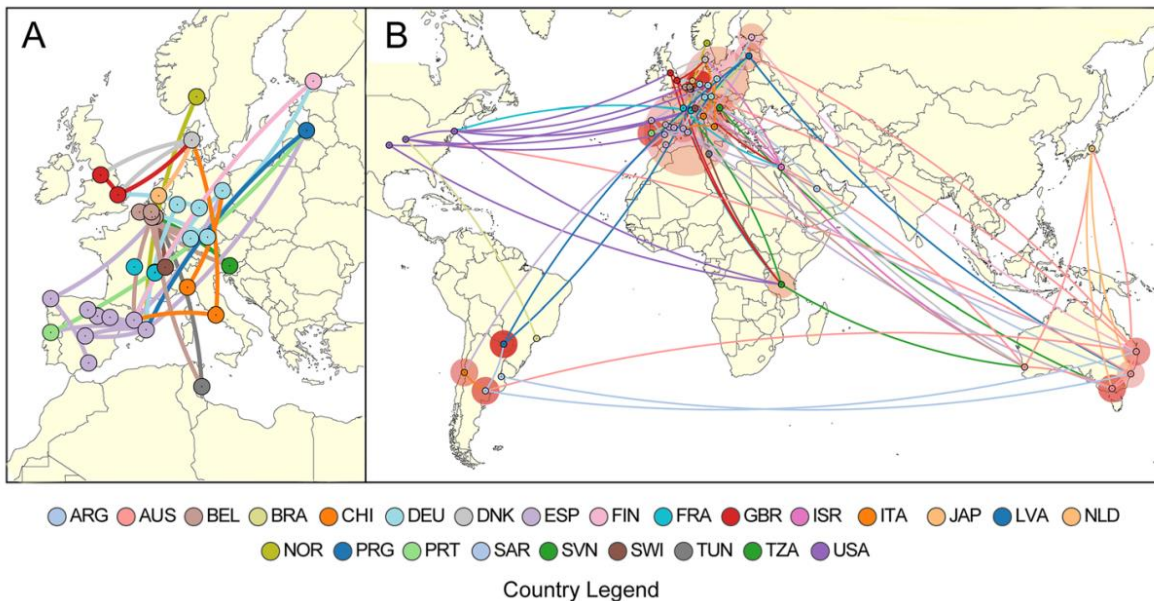 A
B
ARG AUS BEL BRA CHI DEU DNK ESP FIN FRA GBR ISR ITA JAP LVA NLD
NOR PRG PRT SAR SVN SWI TUN TZA USA
Country Legend